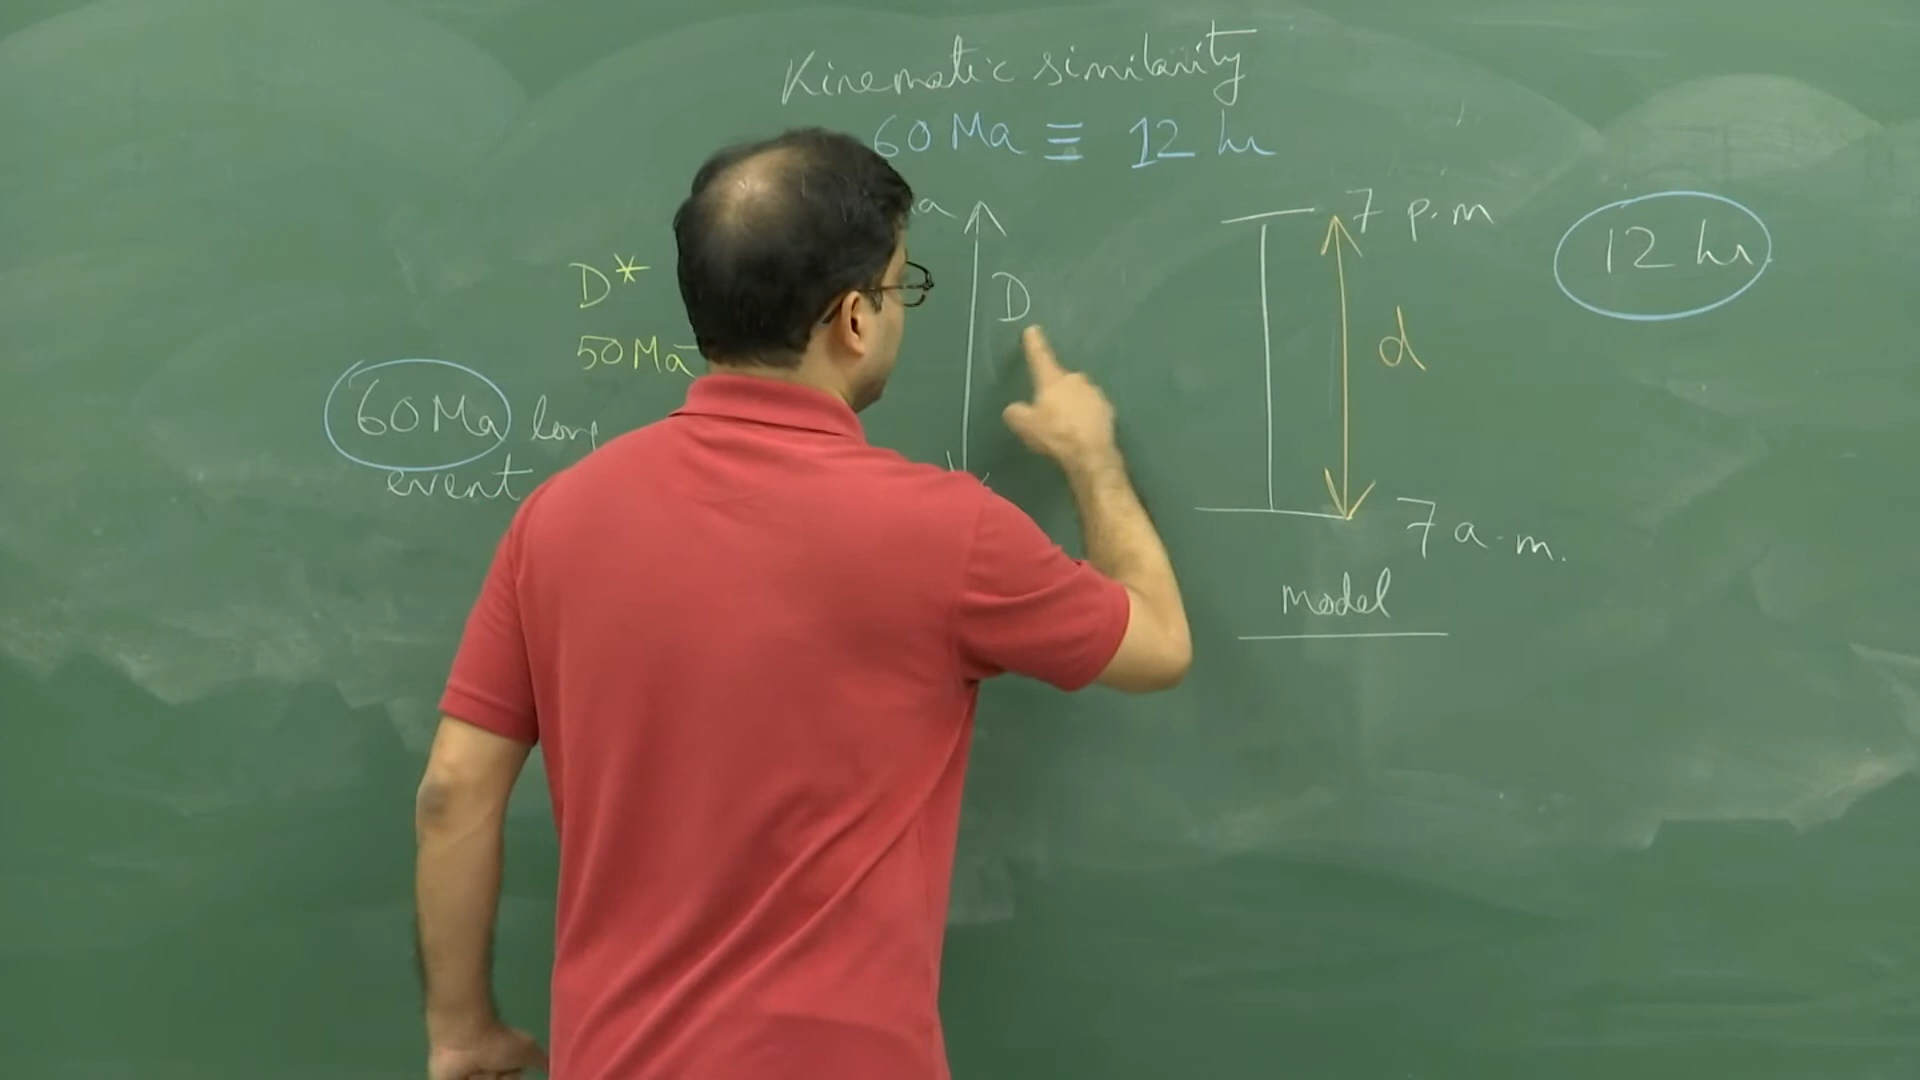 Kinematic similarity
60 Ma ≡ 12 hr
7 p.m
12 hr
D*
D
d
50 Ma
60 Ma long
event
7 a.m.
model